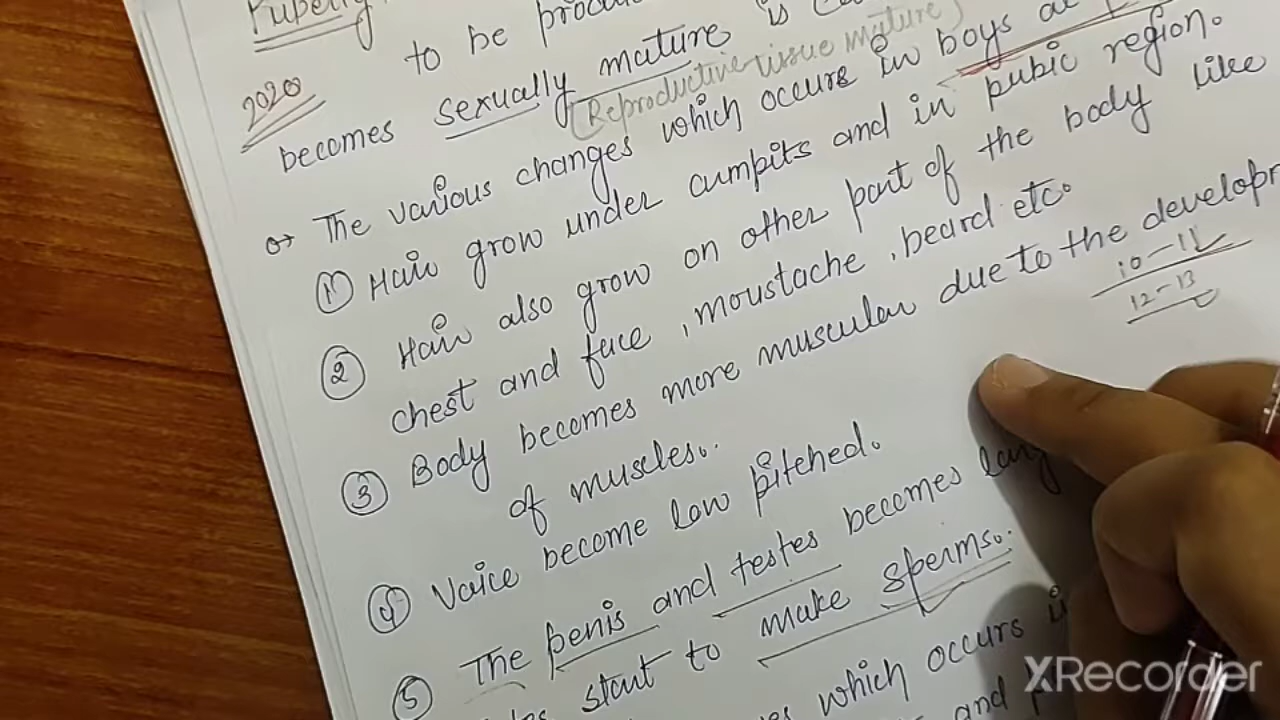 Puberty
to be
2020
becomes sexually mature is
(Reproductive tissue mature)
or The various changes which occurs in boys at
① Hair grow under armpits and in pubic region.
② Hair also grow on other part of the body like
chest and face, moustache, beard etc.
③ Body becomes more muscular due to the
10-11
12-13
of muscles.
④ Voice become low pitched.
⑤ The penis and testes becomes
start to make sperms.
which occurs
and
XRecorder